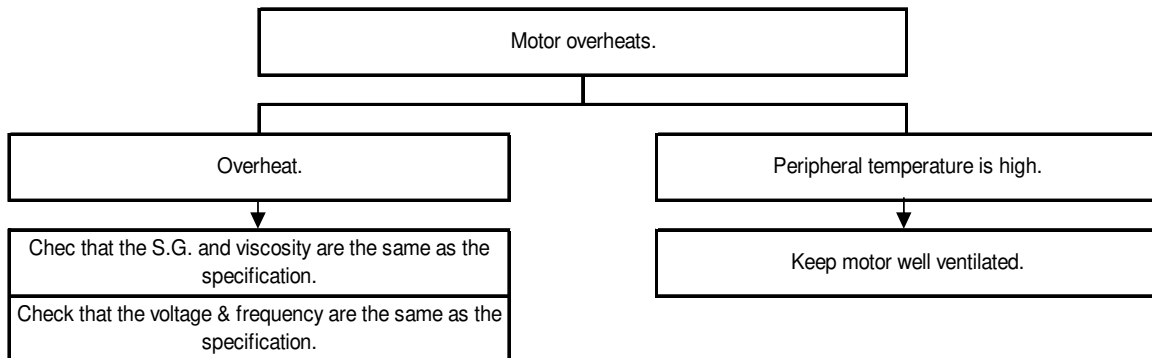 Motor overheats.
Overheat.
Peripheral temperature is high.
Chec that the S.G. and viscosity are the same as the
specification.
Keep motor well ventilated.
Check that the voltage & frequency are the same as the
specification.